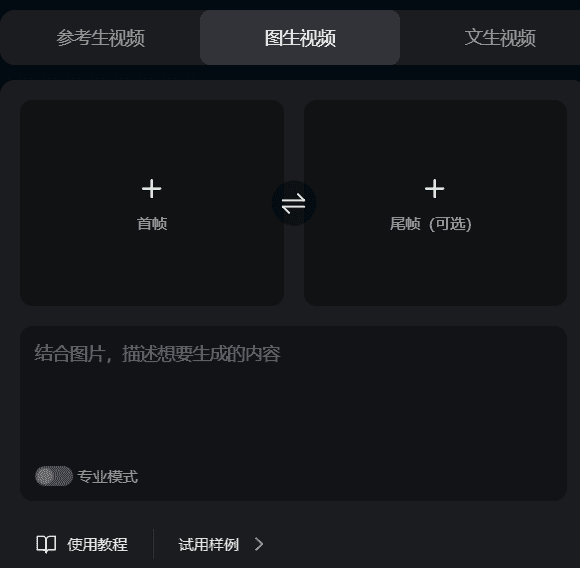 参考生视频 图生视频 文生视频
首帧 尾帧（可选）
结合图片，描述想要生成的内容
专业模式
使用教程 试用样例